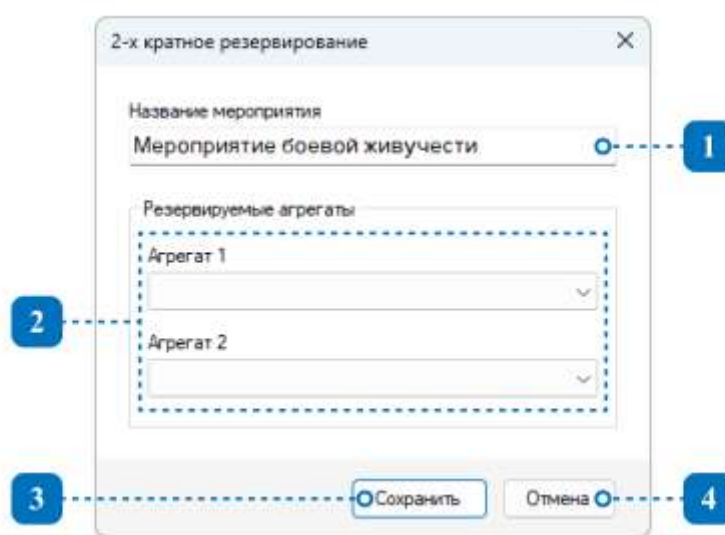 2-х кратное резервирование
Название мероприятия
Мероприятие боевой живучести
1
Резервируемые агрегаты
Агрегат 1
2
Агрегат 2
3
Сохранить
Отмена
4